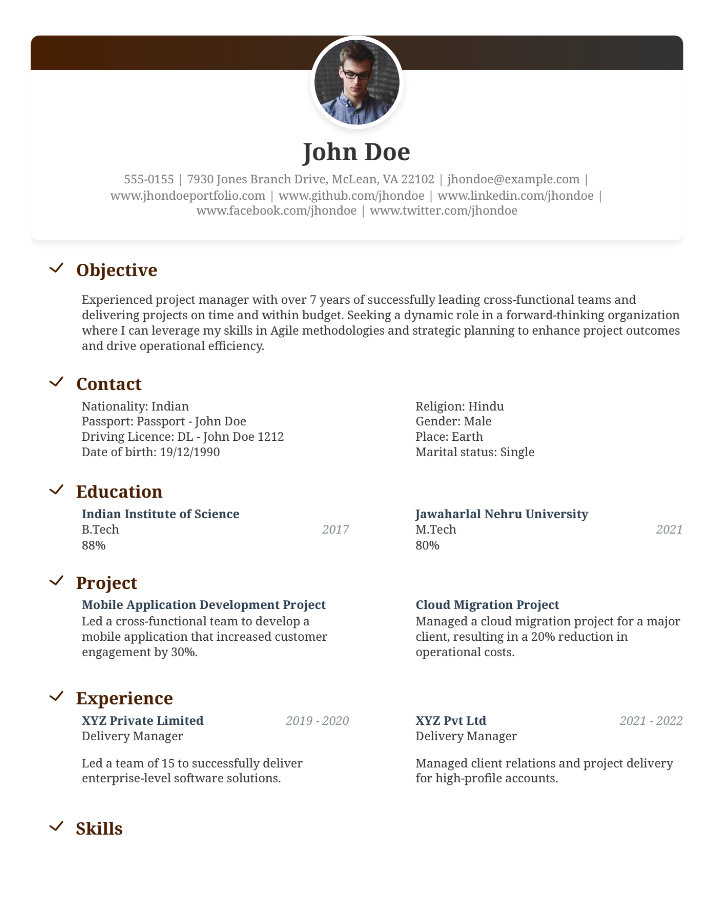 John Doe
555-0155 | 7930 Jones Branch Drive, McLean, VA 22102 | jhondoe@example.com |
www.jhondoeportfolio.com | www.github.com/jhondoe | www.linkedin.com/jhondoe |
www.facebook.com/jhondoe | www.twitter.com/jhondoe
Objective
Experienced project manager with over 7 years of successfully leading cross-functional teams and
delivering projects on time and within budget. Seeking a dynamic role in a forward-thinking organization
where I can leverage my skills in Agile methodologies and strategic planning to enhance project outcomes
and drive operational efficiency.
Contact
Nationality: Indian
Passport: Passport - John Doe
Driving Licence: DL - John Doe 1212
Date of birth: 19/12/1990
Religion: Hindu
Gender: Male
Place: Earth
Marital status: Single
Education
Indian Institute of Science
B.Tech 2017
88%
Jawaharlal Nehru University
M.Tech 2021
80%
Project
Mobile Application Development Project
Led a cross-functional team to develop a
mobile application that increased customer
engagement by 30%.
Cloud Migration Project
Managed a cloud migration project for a major
client, resulting in a 20% reduction in
operational costs.
Experience
XYZ Private Limited 2019 - 2020
Delivery Manager
Led a team of 15 to successfully deliver
enterprise-level software solutions.
XYZ Pvt Ltd 2021 - 2022
Delivery Manager
Managed client relations and project delivery
for high-profile accounts.
Skills